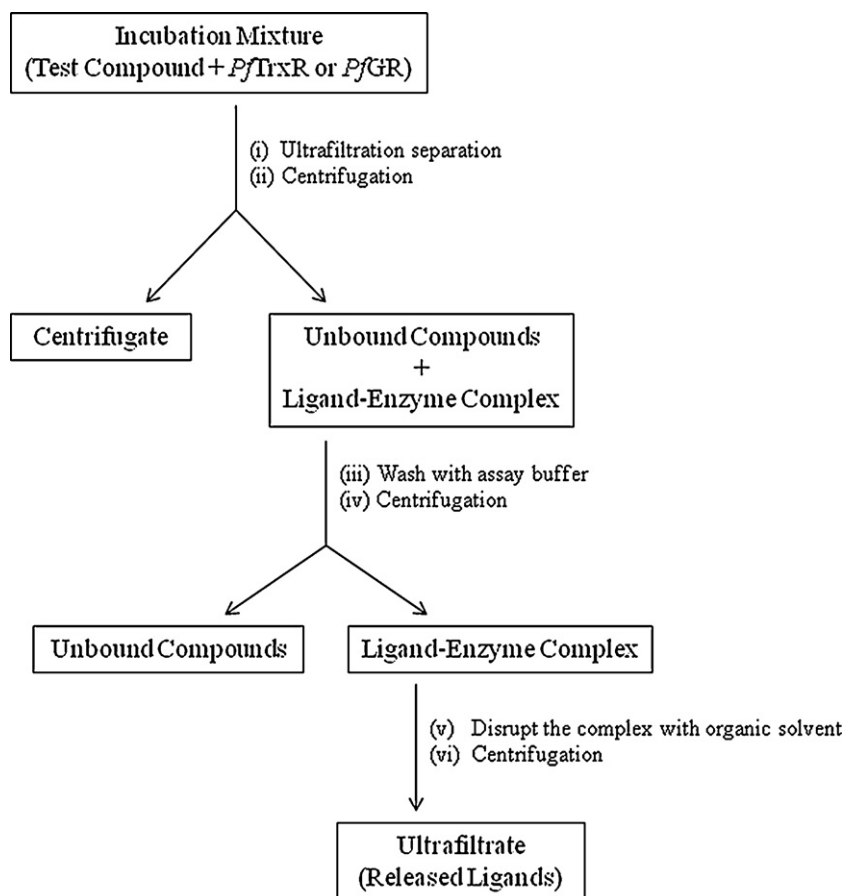 Incubation Mixture
(Test Compound + PfTrxR or PfGR)
(i) Ultrafiltration separation
(ii) Centrifugation
Centrifugate
Unbound Compounds
+
Ligand-Enzyme Complex
(iii) Wash with assay buffer
(iv) Centrifugation
Unbound Compounds
Ligand-Enzyme Complex
(v) Disrupt the complex with organic solvent
(vi) Centrifugation
Ultrafiltrate
(Released Ligands)